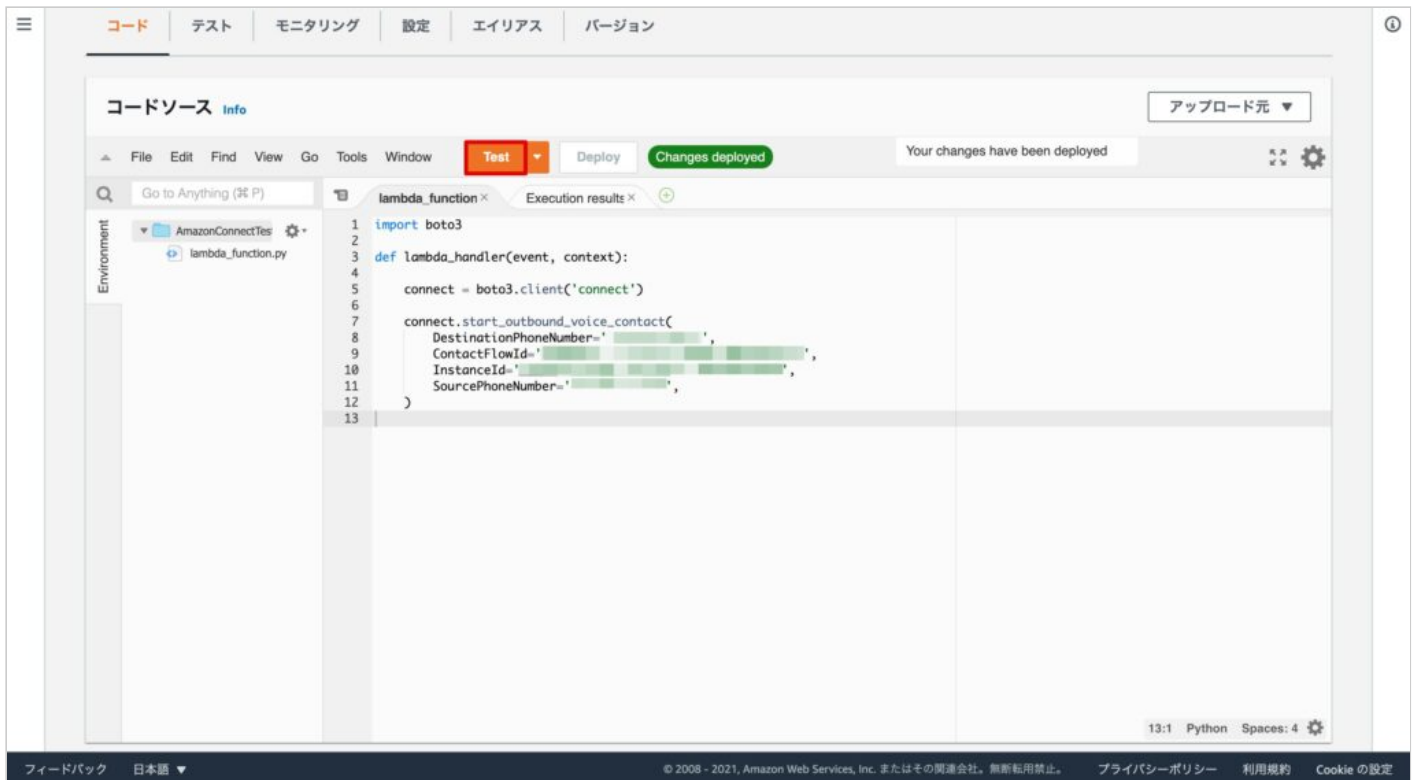 コード テスト モニタリング 設定 エイリアス バージョン
コードソース Info アップロード元 ▼
File Edit Find View Go Tools Window Test Deploy Changes deployed Your changes have been deployed
Go to Anything (⌘ P) lambda_function × Execution results ×
Environment
AmazonConnectTes
lambda_function.py
1 import boto3
2
3 def lambda_handler(event, context):
4
5 connect = boto3.client('connect')
6
7 connect.start_outbound_voice_contact(
8 DestinationPhoneNumber=' ',
9 ContactFlowId=' ',
10 InstanceId=' ',
11 SourcePhoneNumber=' ',
12 )
13
13:1 Python Spaces: 4
フィードバック 日本語 ▼ © 2008 - 2021, Amazon Web Services, Inc. またはその関連会社。無断転用禁止。 プライバシーポリシー 利用規約 Cookie の設定